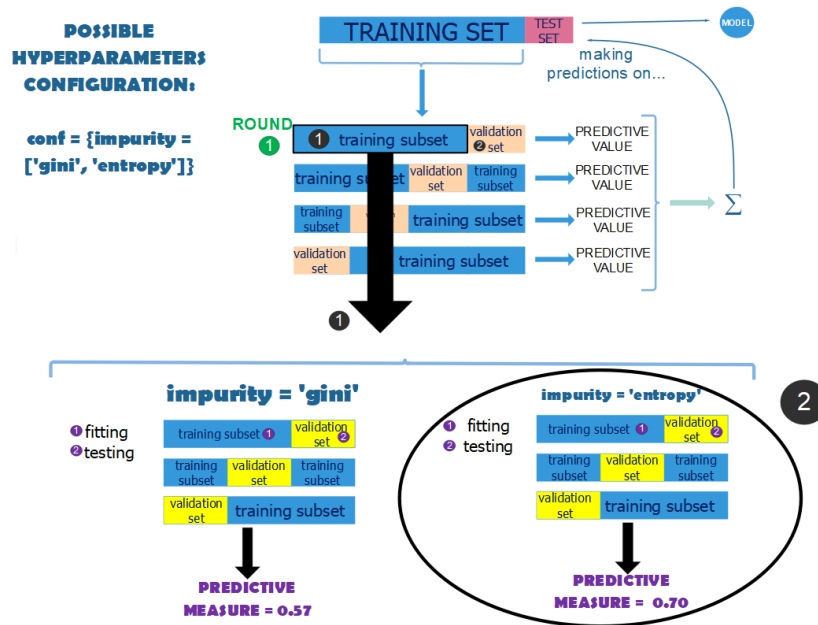 POSSIBLE
HYPERPARAMETERS
CONFIGURATION:
conf = {impurity =
['gini', 'entropy']}
TRAINING SET
TEST
SET
MODEL
making
predictions on...
ROUND
1
1 training subset
validation
2 set
PREDICTIVE
VALUE
training subset
validation
set
training
subset
PREDICTIVE
VALUE
training
subset
training subset
PREDICTIVE
VALUE
validation
set
training subset
PREDICTIVE
VALUE
Σ
1
impurity = 'gini'
1 fitting
2 testing
training subset 1
validation
set 2
training
subset
validation
set
training
subset
validation
set
training subset
PREDICTIVE
MEASURE = 0.57
impurity = 'entropy'
2
1 fitting
2 testing
training subset 1
validation
set 2
training
subset
validation
set
training
subset
validation
set
training subset
PREDICTIVE
MEASURE = 0.70